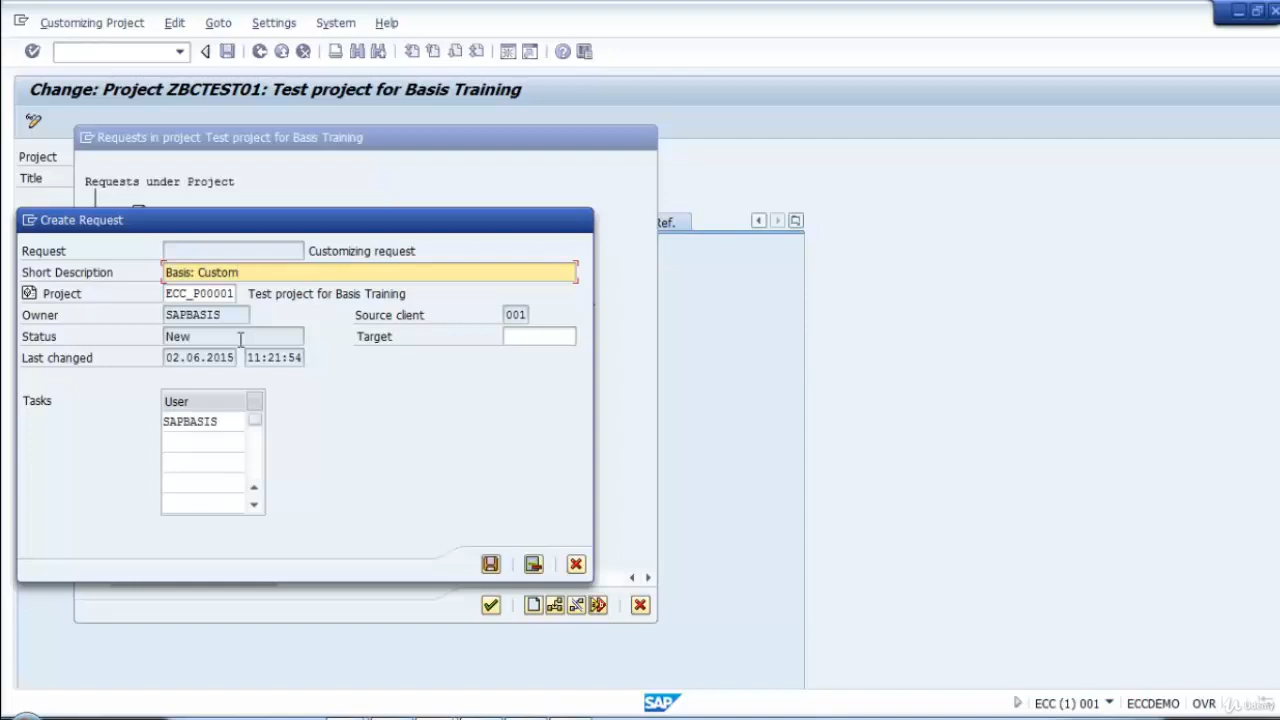 Customizing Project Edit Goto Settings System Help
Change: Project ZBCTEST01: Test project for Basis Training
Project
Title
Requests in project Test project for Basis Training
Requests under Project
Ref.
Create Request
Request Customizing request
Short Description Basis: Custom
Project ECC_P00001 Test project for Basis Training
Owner SAPBASIS Source client 001
Status New Target
Last changed 02.06.2015 11:21:54
Tasks User
SAPBASIS
SAP
ECC (1) 001 ECCDEMO OVR